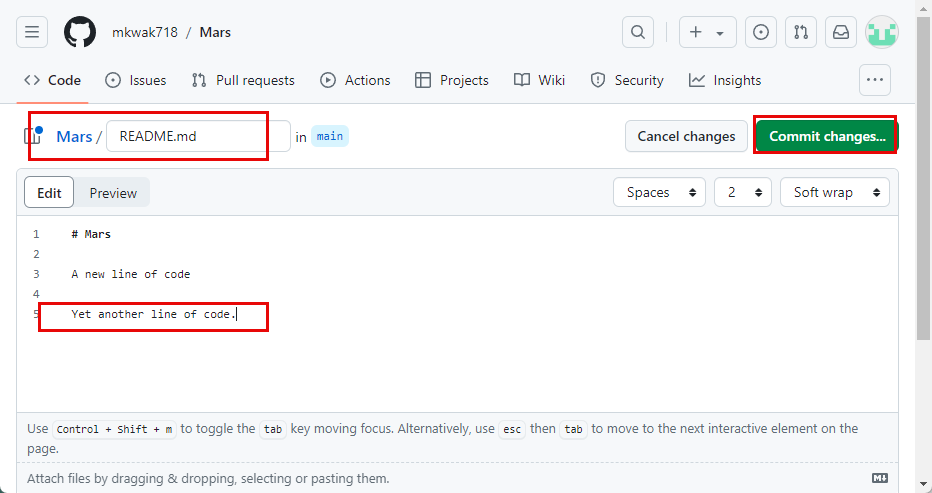 mkwak718 / Mars
Code Issues Pull requests Actions Projects Wiki Security Insights
Mars / README.md in main Cancel changes Commit changes...
Edit Preview Spaces 2 Soft wrap
1 # Mars
2
3 A new line of code
4
5 Yet another line of code.
Use Control + Shift + m to toggle the tab key moving focus. Alternatively, use esc then tab to move to the next interactive element on the
page.
Attach files by dragging & dropping, selecting or pasting them.